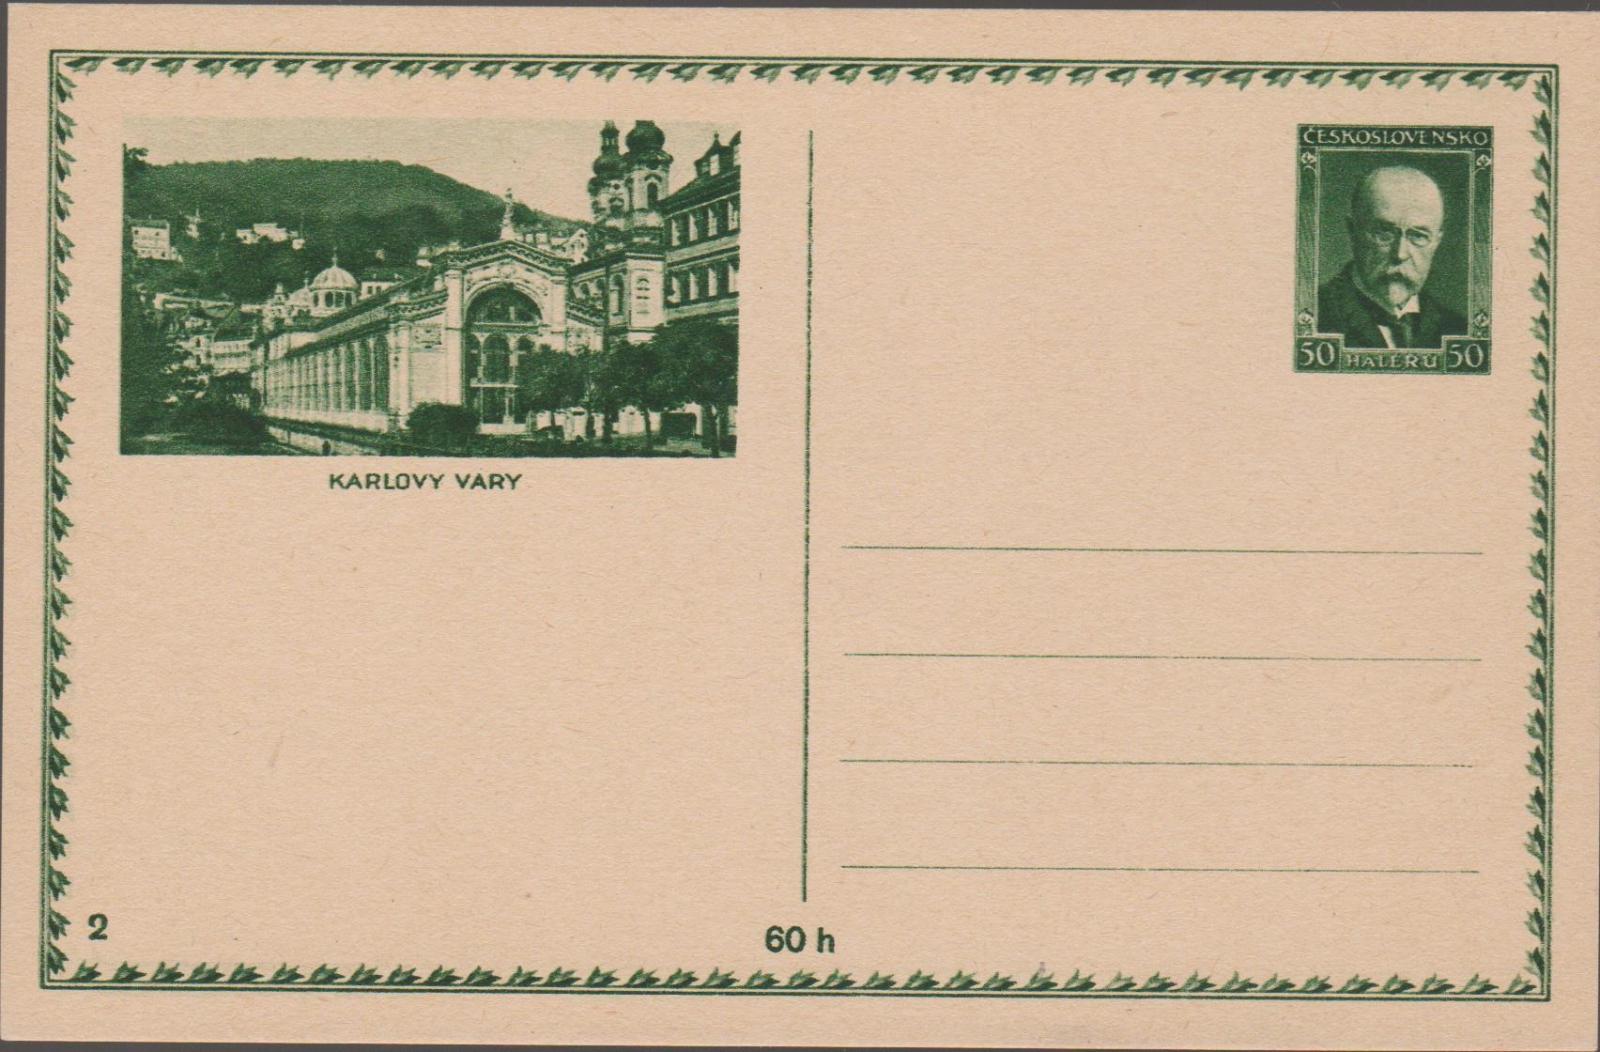 ČESKOSLOVENSKO
50 HALÉŘŮ 50
KARLOVY VARY
2
60 h